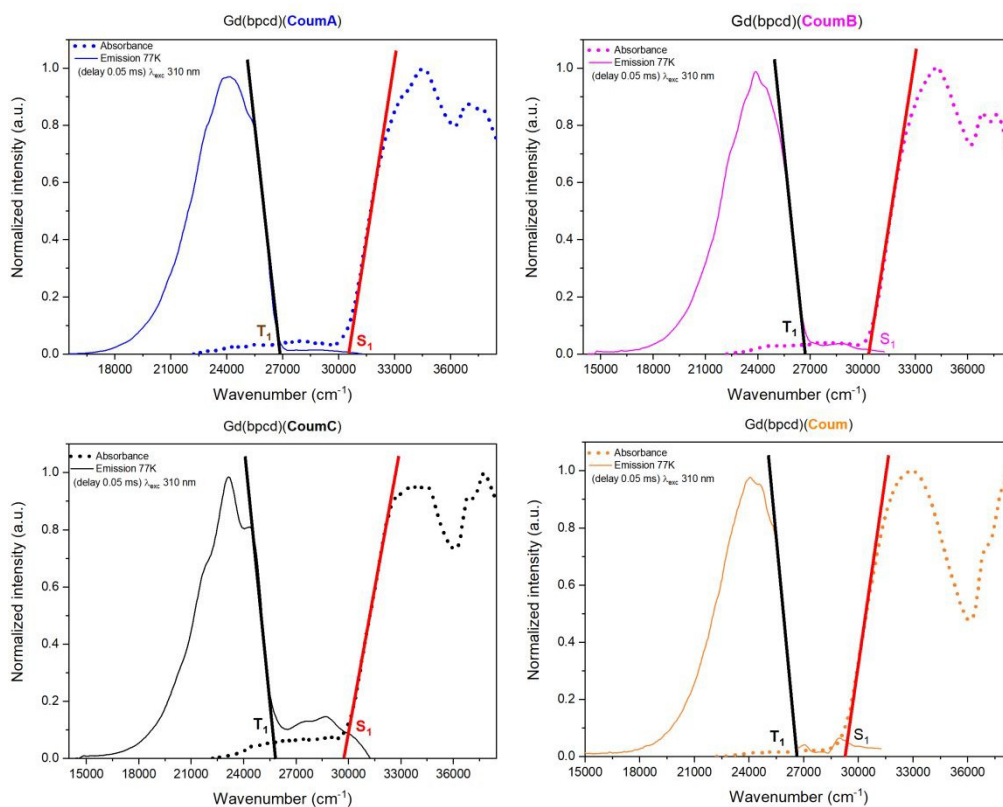 Gd(bpcd)(CoumA)
Absorbance
Emission 77K
(delay 0.05 ms) λexc 310 nm
Normalized intensity (a.u.)
1.0
0.8
0.6
0.4
0.2
0.0
T1
S1
18000 21000 24000 27000 30000 33000 36000
Wavenumber (cm-1)
Gd(bpcd)(CoumB)
Absorbance
Emission 77K
(delay 0.05 ms) λexc 310 nm
Normalized intensity (a.u.)
1.0
0.8
0.6
0.4
0.2
0.0
T1
S1
15000 18000 21000 24000 27000 30000 33000 36000
Wavenumber (cm-1)
Gd(bpcd)(CoumC)
Absorbance
Emission 77K
(delay 0.05 ms) λexc 310 nm
Normalized intensity (a.u.)
1.0
0.8
0.6
0.4
0.2
0.0
T1
S1
15000 18000 21000 24000 27000 30000 33000 36000
Wavenumber (cm-1)
Gd(bpcd)(Coum)
Absorbance
Emission 77K
(delay 0.05 ms) λexc 310 nm
Normalized intensity (a.u.)
1.0
0.8
0.6
0.4
0.2
0.0
T1
S1
15000 18000 21000 24000 27000 30000 33000 36000
Wavenumber (cm-1)